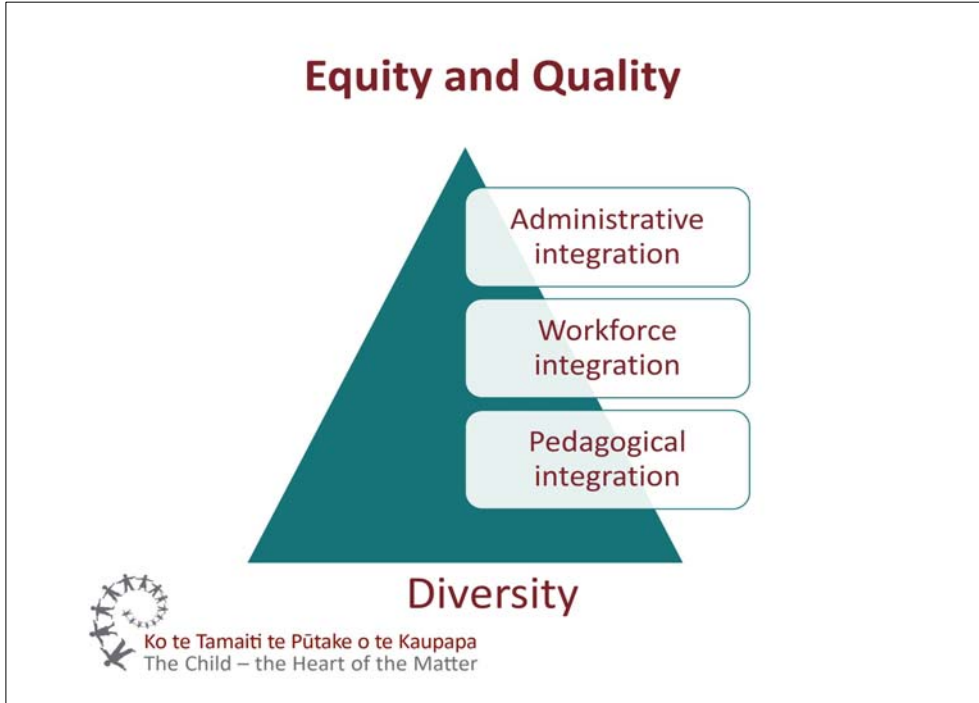 Equity and Quality
Administrative
integration
Workforce
integration
Pedagogical
integration
Diversity
Ko te Tamaiti te Pūtake o te Kaupapa
The Child – the Heart of the Matter